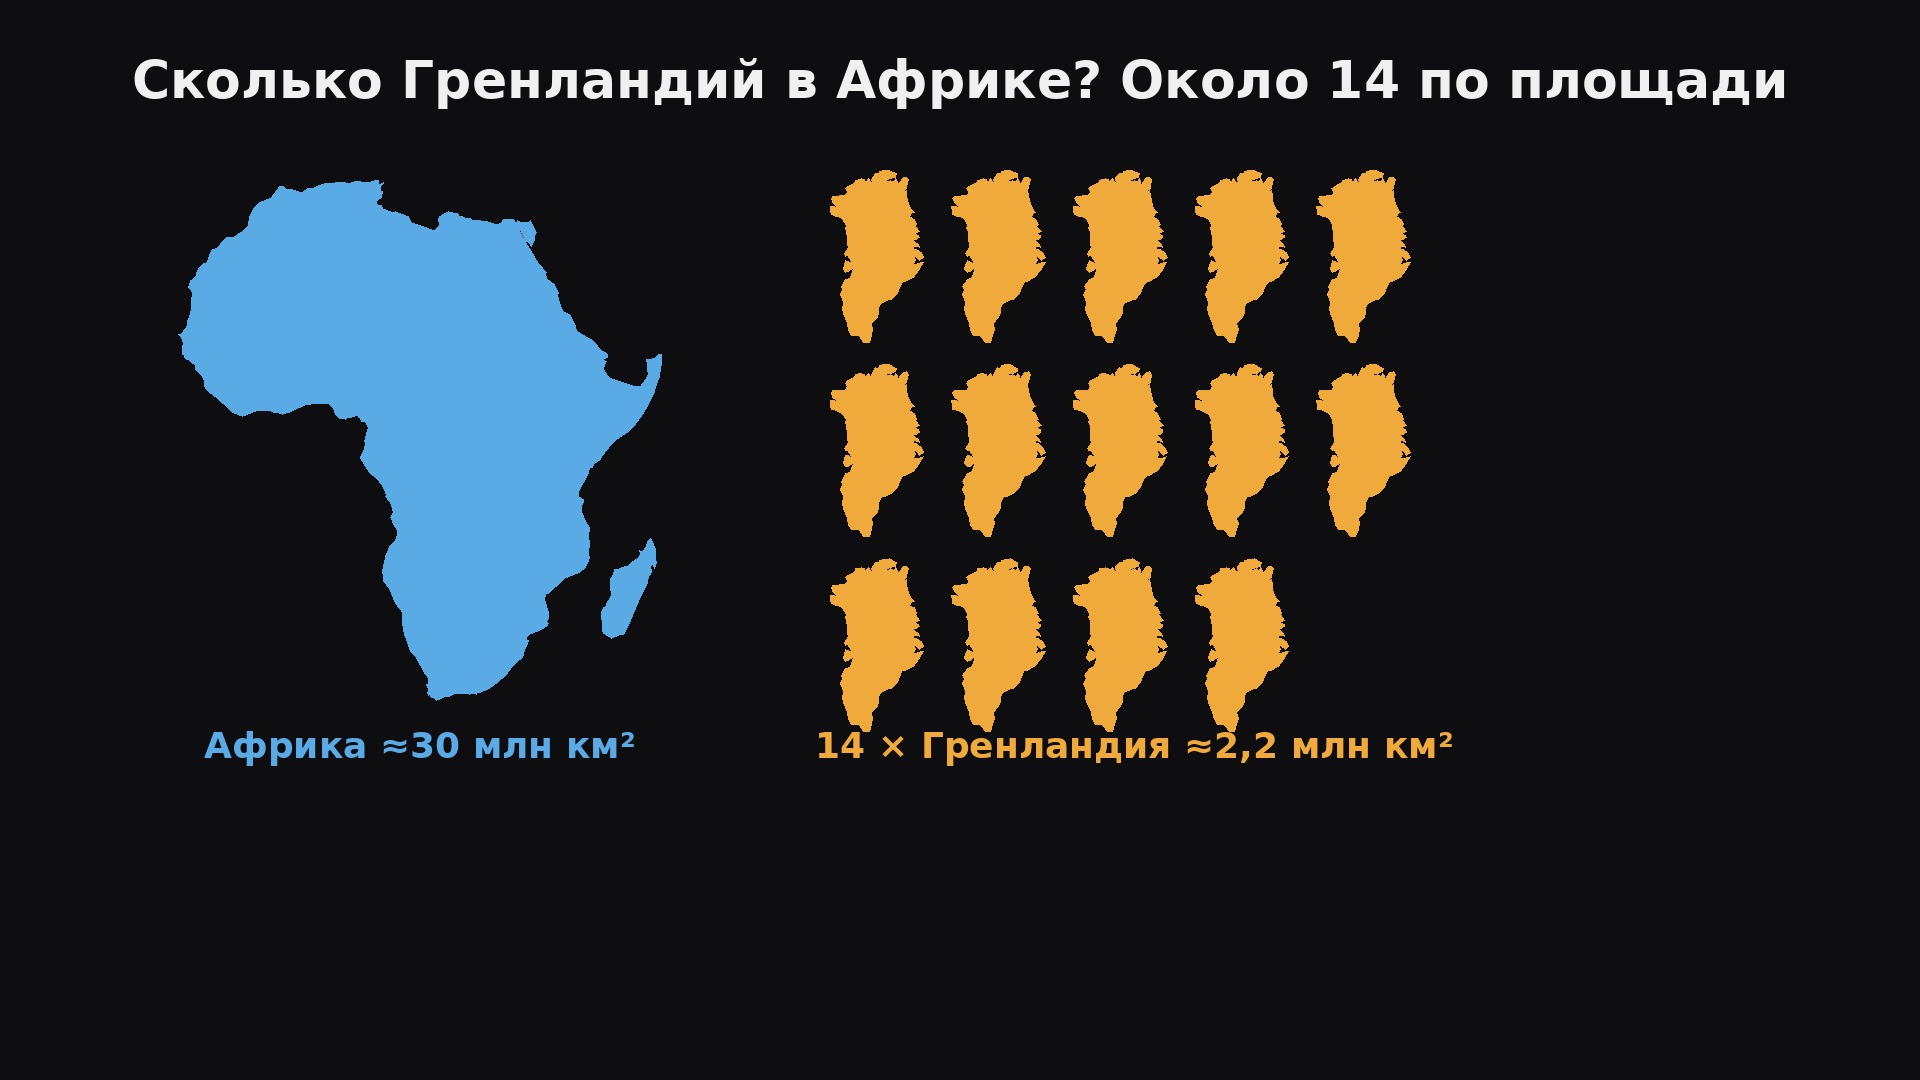 Сколько Гренландий в Африке? Около 14 по площади
Африка ≈30 млн км²
14 × Гренландия ≈2,2 млн км²